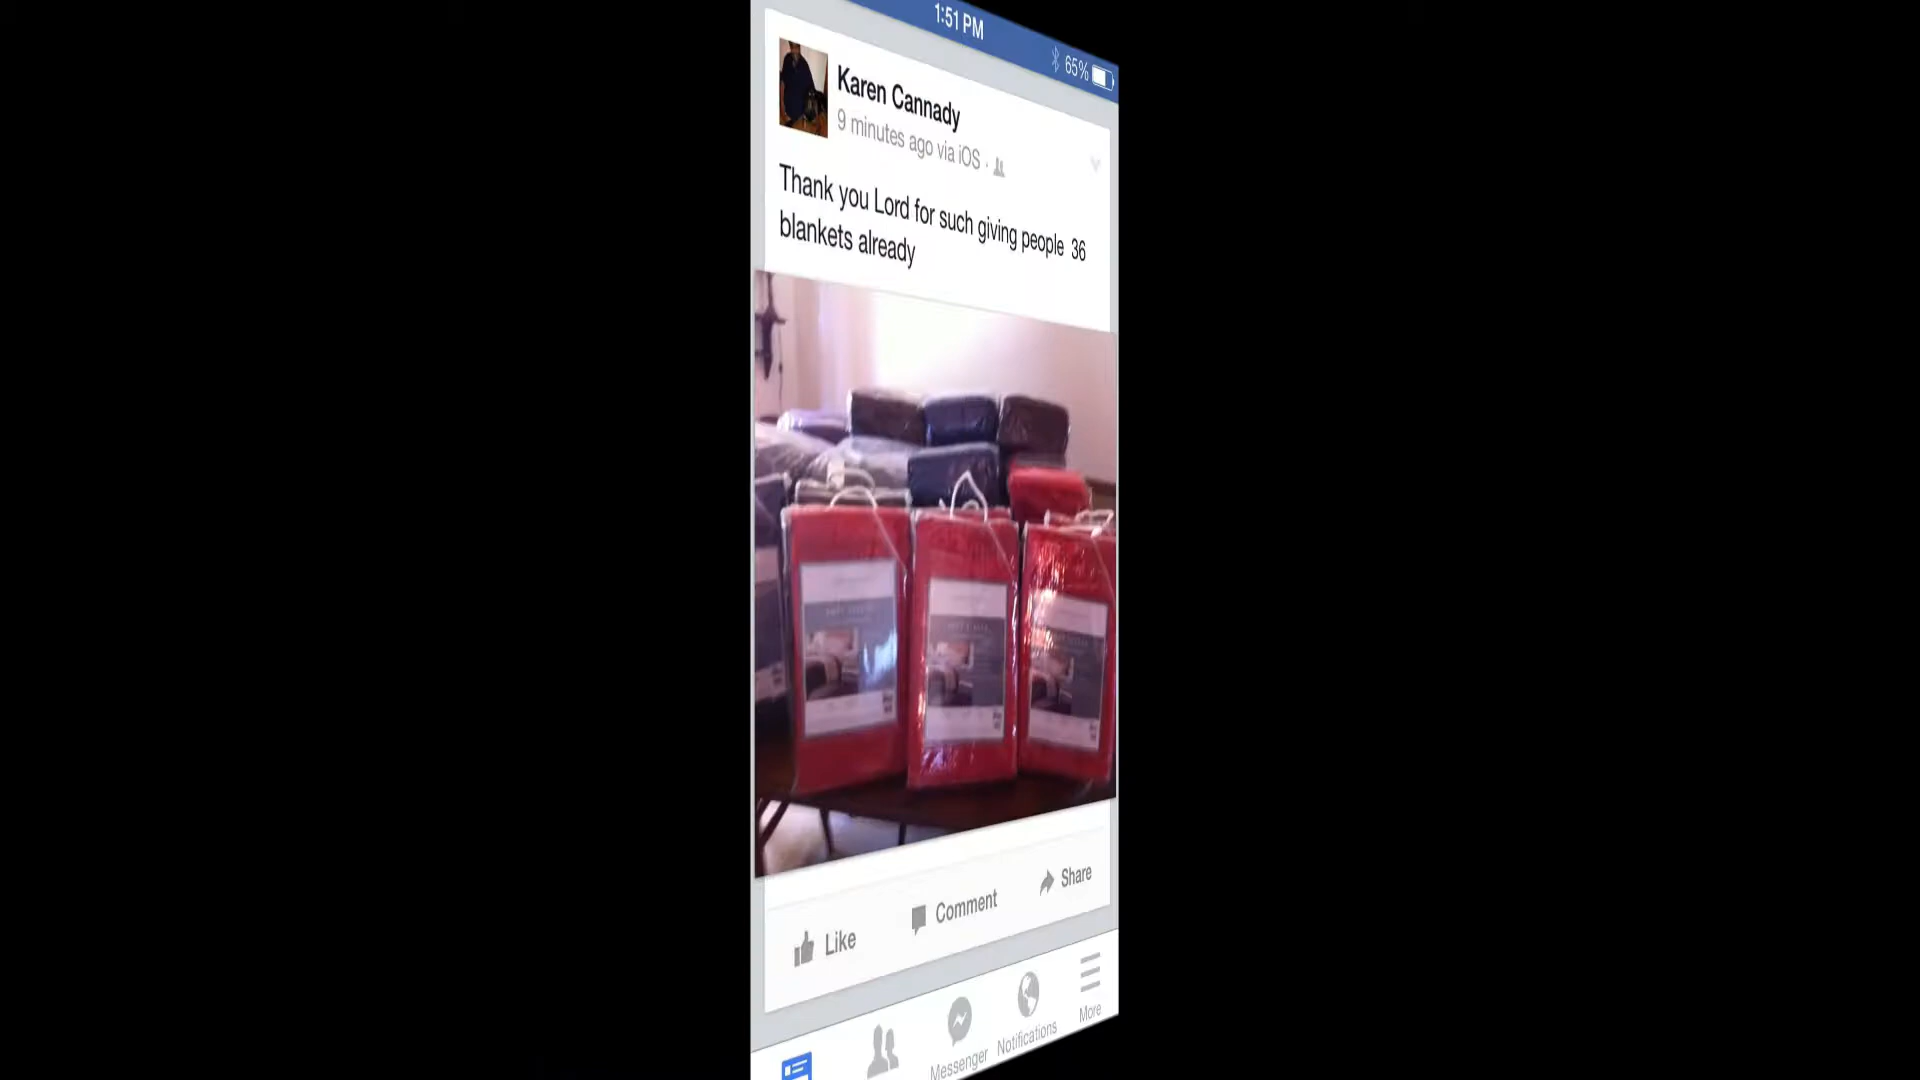 1:51 PM
65%
Karen Cannady
9 minutes ago via iOS ·
Thank you Lord for such giving people 36
blankets already
Like
Comment
Share
Messenger
Notifications
More